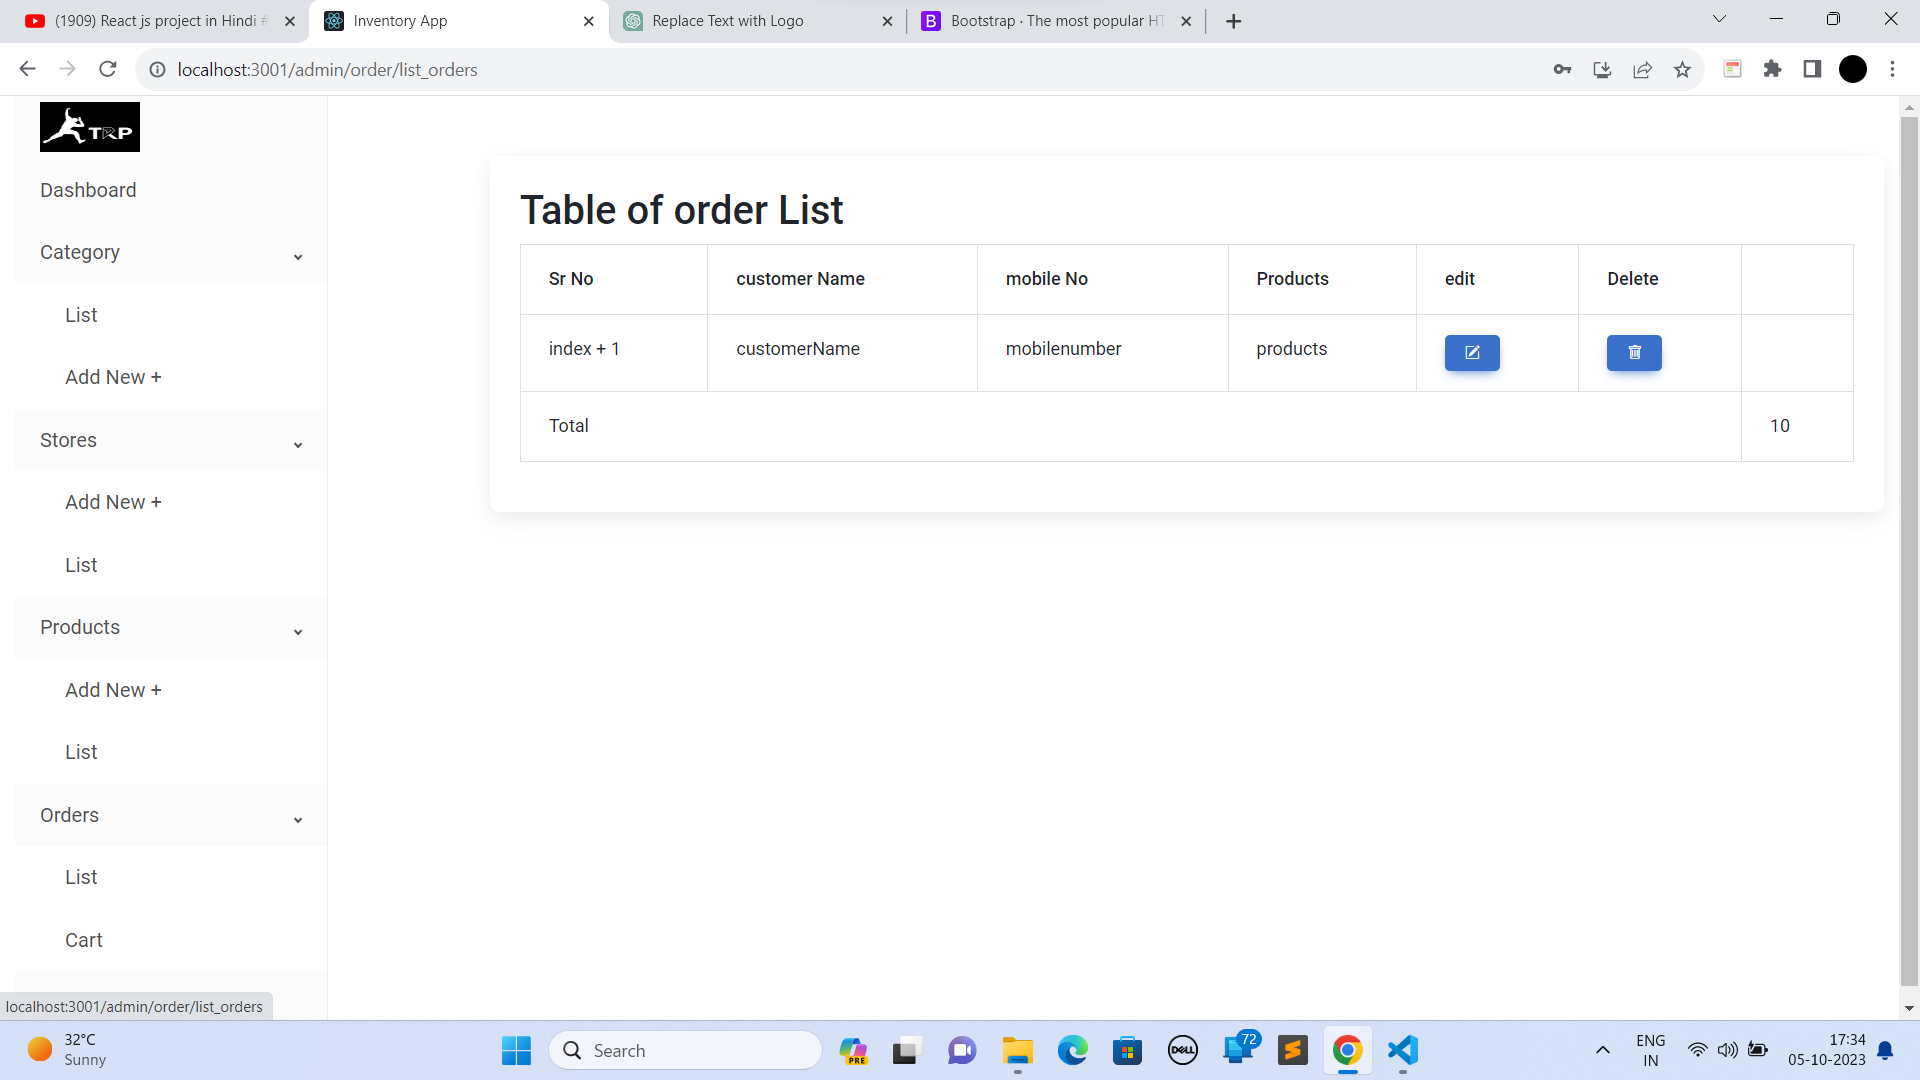 (1909) React js project in Hindi #
Inventory App
Replace Text with Logo
Bootstrap · The most popular HT
localhost:3001/admin/order/list_orders
TRP
Dashboard
Category
List
Add New +
Stores
Add New +
List
Products
Add New +
List
Orders
List
Cart
Table of order List
Sr No customer Name mobile No Products edit Delete
index + 1 customerName mobilenumber products
Total 10
localhost:3001/admin/order/list_orders
32°C
Sunny
Search
PRE
DELL
72
ENG
IN
17:34
05-10-2023